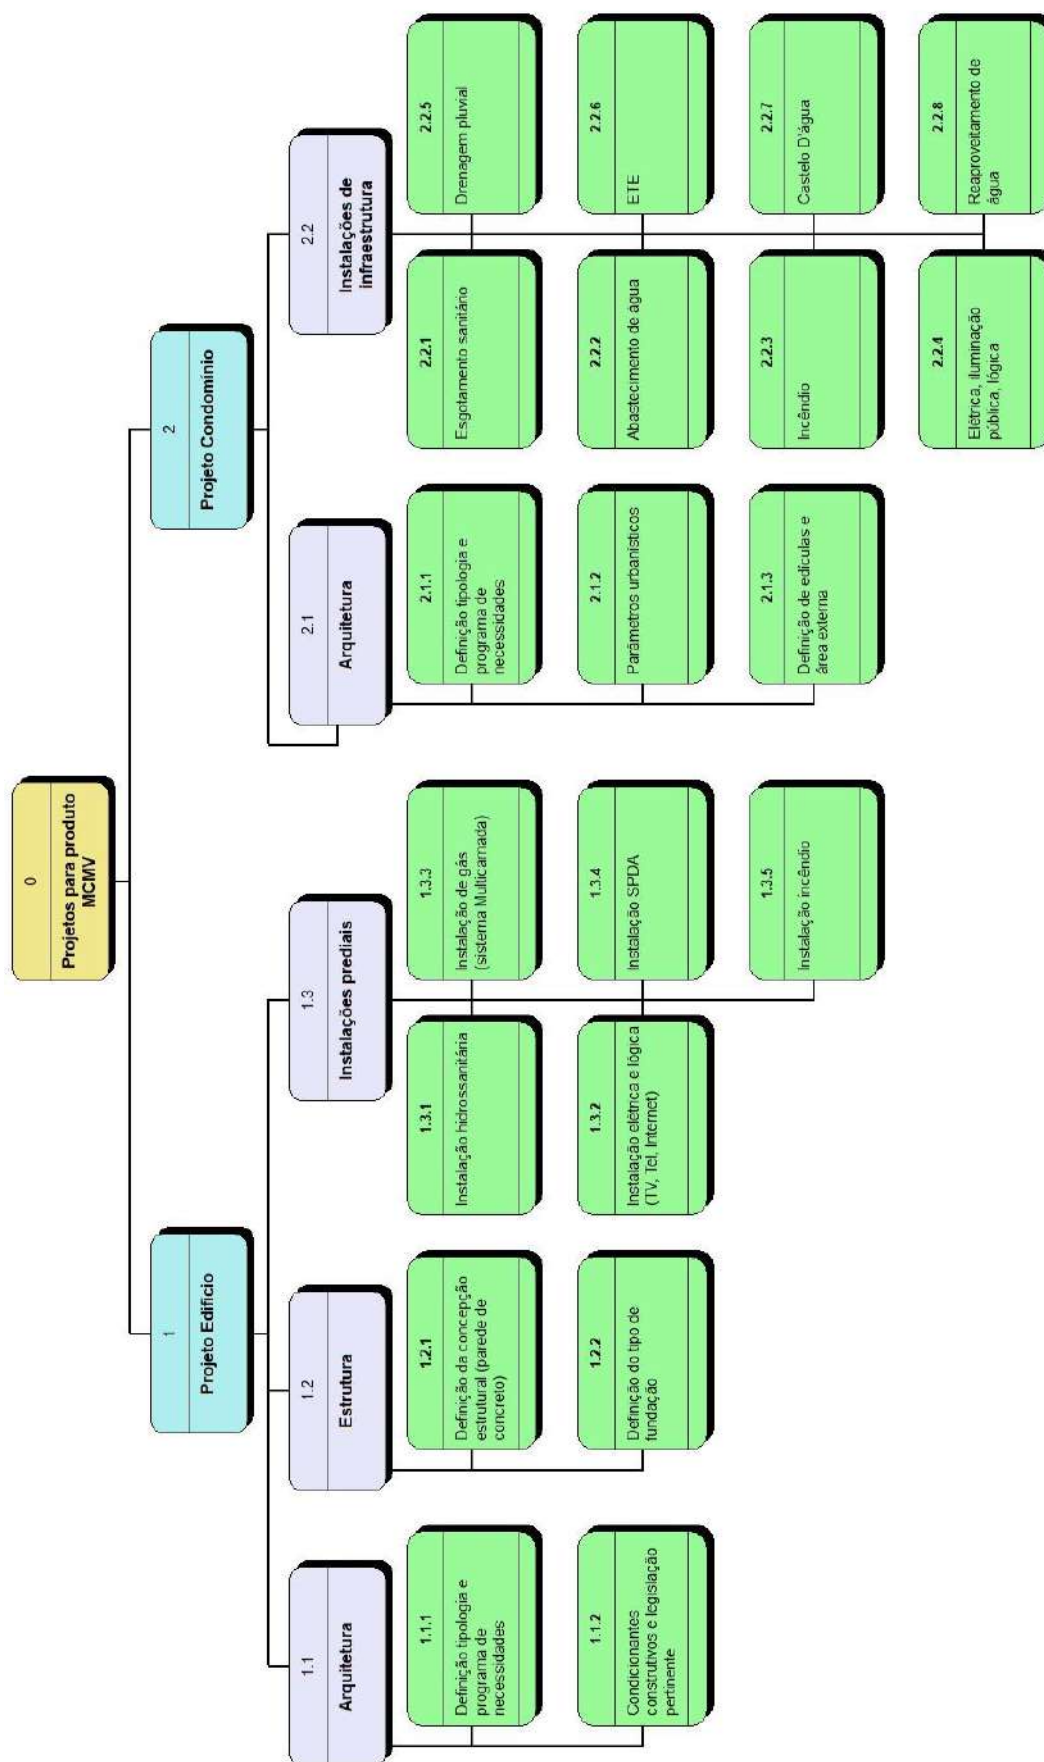 0
Projetos para produto
MCMV
1
Projeto Edifício
1.1
Arquitetura
1.1.1
Definição tipologia e
programa de
necessidades
1.1.2
Condicionantes
construtivos e legislação
pertinente
1.2
Estrutura
1.2.1
Definição da concepção
estrutural (parede de
concreto)
1.2.2
Definição do tipo de
fundação
1.3
Instalações prediais
1.3.1
Instalação hidrossanitária
1.3.2
Instalação elétrica e lógica
(TV, Tel, Internet)
1.3.3
Instalação de gás
(sistema Multicamada)
1.3.4
Instalação SPDA
1.3.5
Instalação incêndio
2
Projeto Condomínio
2.1
Arquitetura
2.1.1
Definição tipologia e
programa de
necessidades
2.1.2
Parâmetros urbanísticos
2.1.3
Definição de edículas e
área externa
2.2
Instalações de
infraestrutura
2.2.1
Esgotamento sanitário
2.2.2
Abastecimento de água
2.2.3
Incêndio
2.2.4
Elétrica, iluminação
pública, lógica
2.2.5
Drenagem pluvial
2.2.6
ETE
2.2.7
Castelo D'água
2.2.8
Reaproveitamento de
água